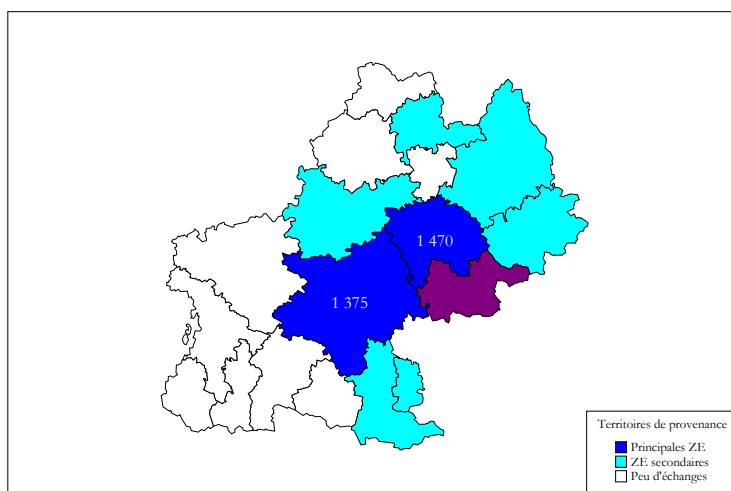 1 470
1 375
Territoires de provenance
Principales ZE
ZE secondaires
Peu d'échanges